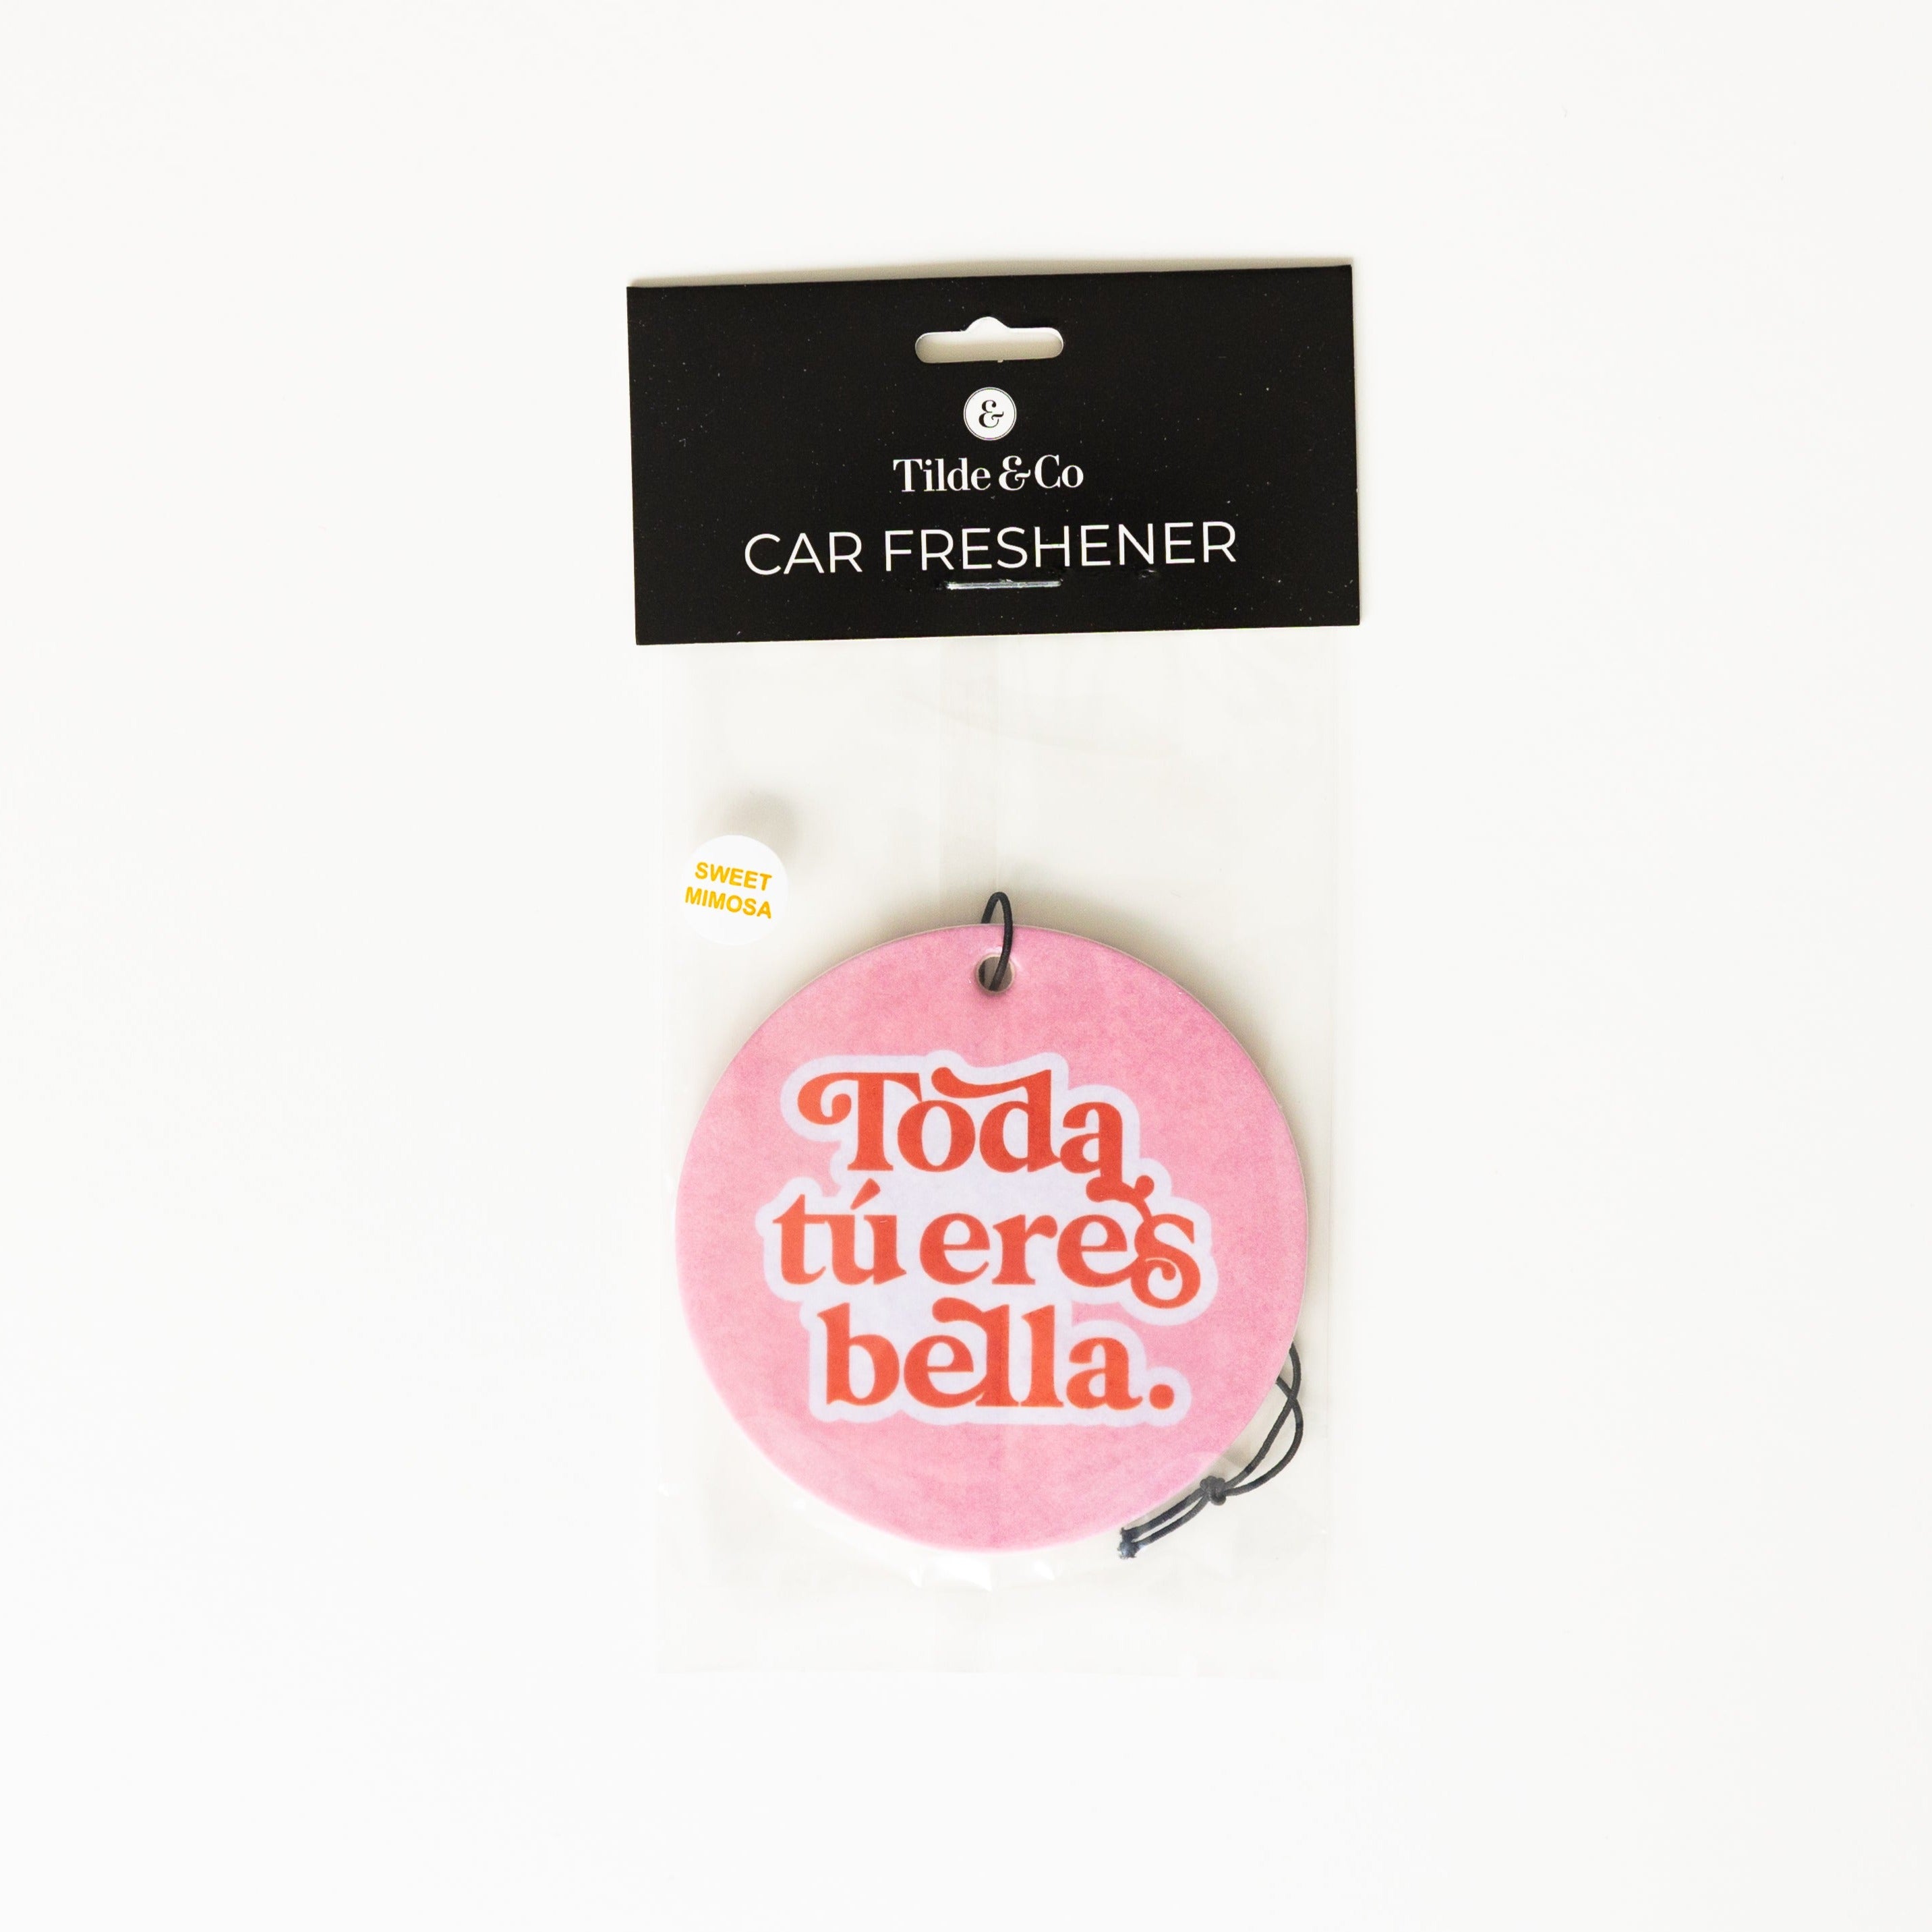 &
Tilde & Co
CAR FRESHENER
SWEET
MIMOSA
Toda
tú eres
bella.